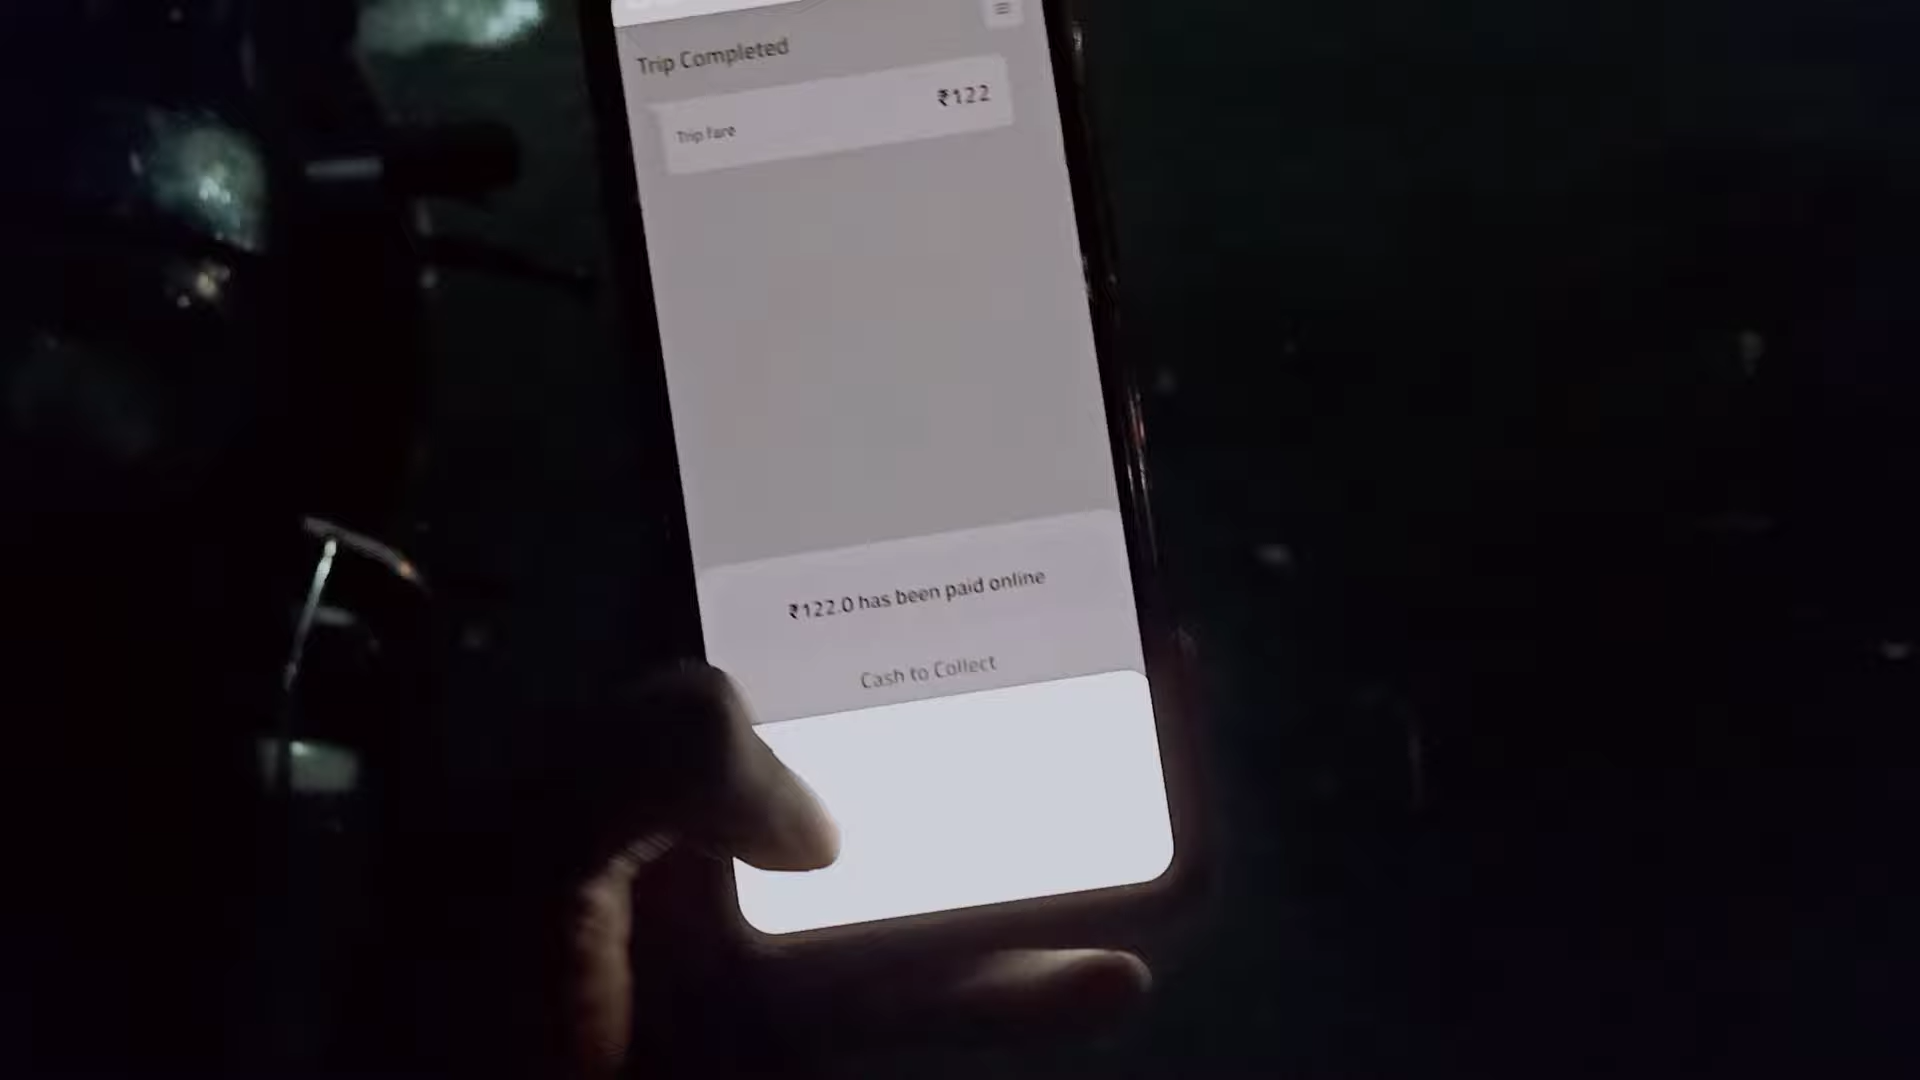 Trip Completed
₹122
Trip fare
₹122.0 has been paid online
Cash to Collect